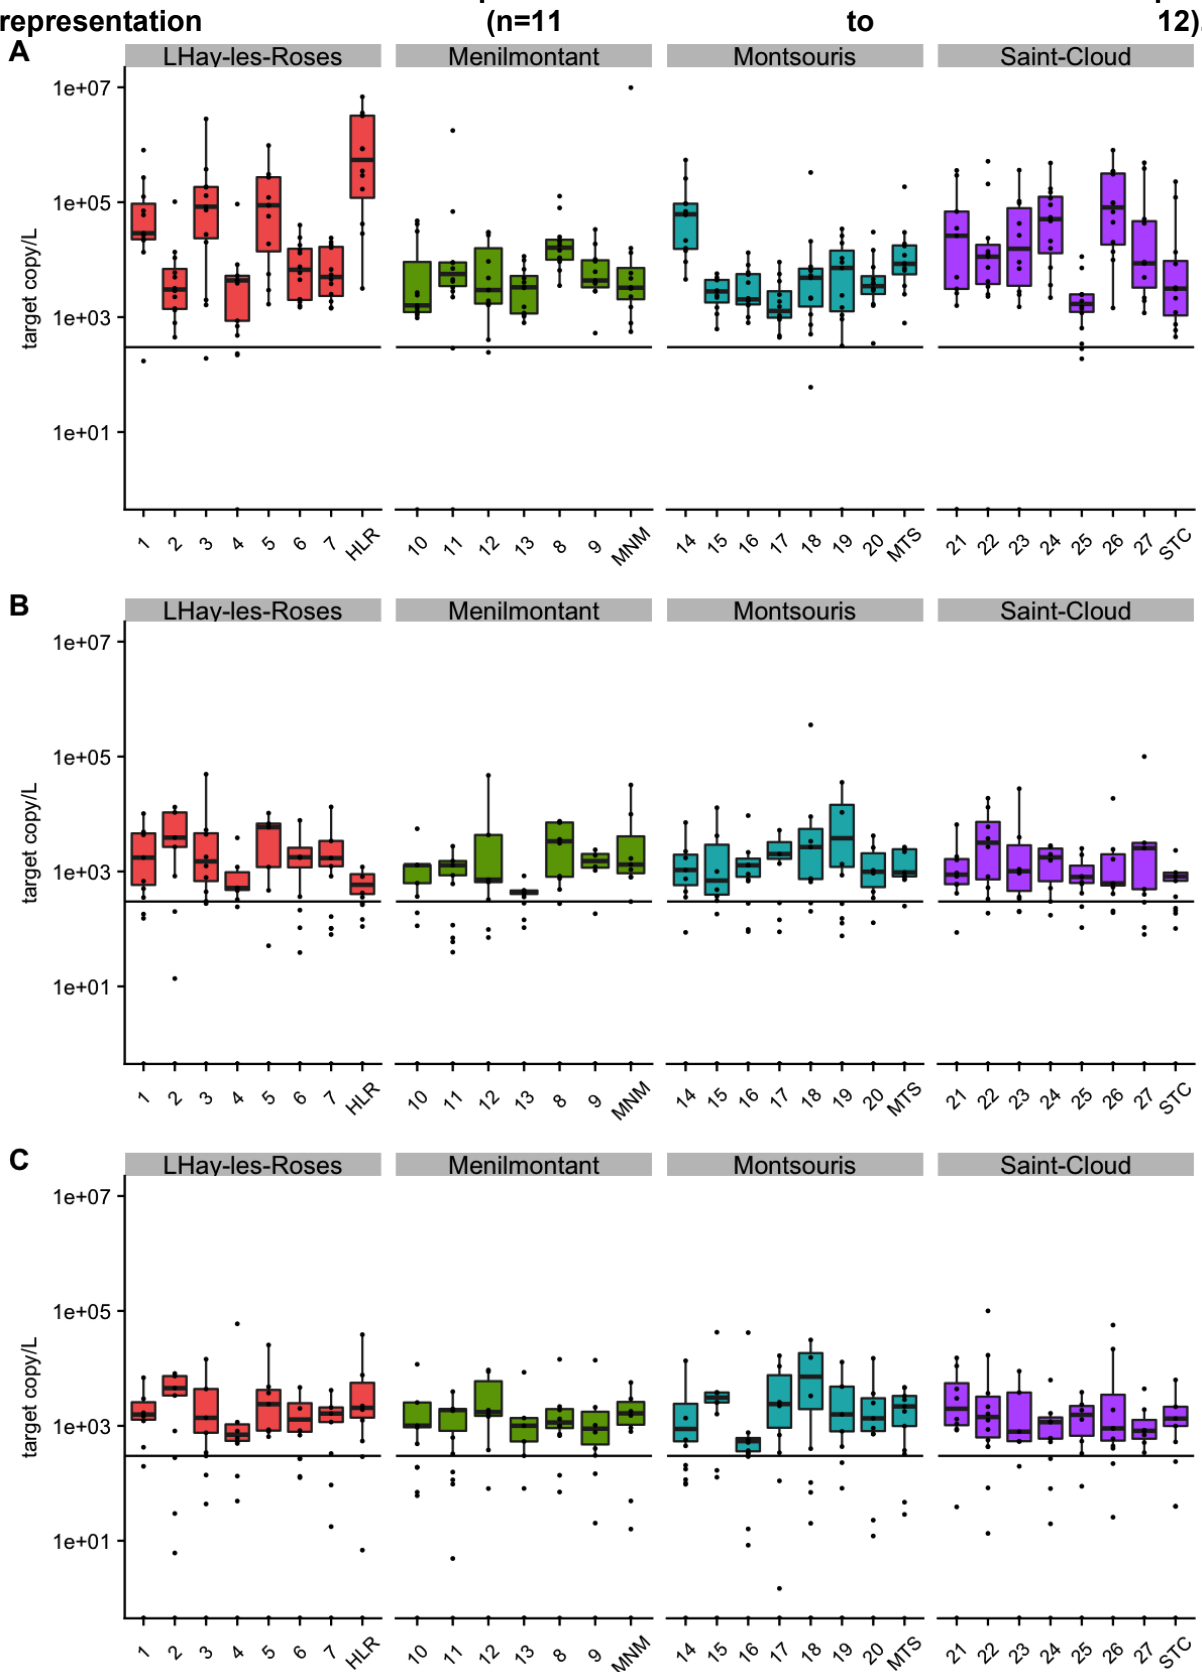 representation (n=11 to 12)
A
LHay-les-Roses Menilmontant Montsouris Saint-Cloud
target copy/L
1e+07
1e+05
1e+03
1e+01
1 2 3 4 5 6 7 HLR 10 11 12 13 8 9 MNM 14 15 16 17 18 19 20 MTS 21 22 23 24 25 26 27 STC
B
LHay-les-Roses Menilmontant Montsouris Saint-Cloud
target copy/L
1e+07
1e+05
1e+03
1e+01
1 2 3 4 5 6 7 HLR 10 11 12 13 8 9 MNM 14 15 16 17 18 19 20 MTS 21 22 23 24 25 26 27 STC
C
LHay-les-Roses Menilmontant Montsouris Saint-Cloud
target copy/L
1e+07
1e+05
1e+03
1e+01
1 2 3 4 5 6 7 HLR 10 11 12 13 8 9 MNM 14 15 16 17 18 19 20 MTS 21 22 23 24 25 26 27 STC